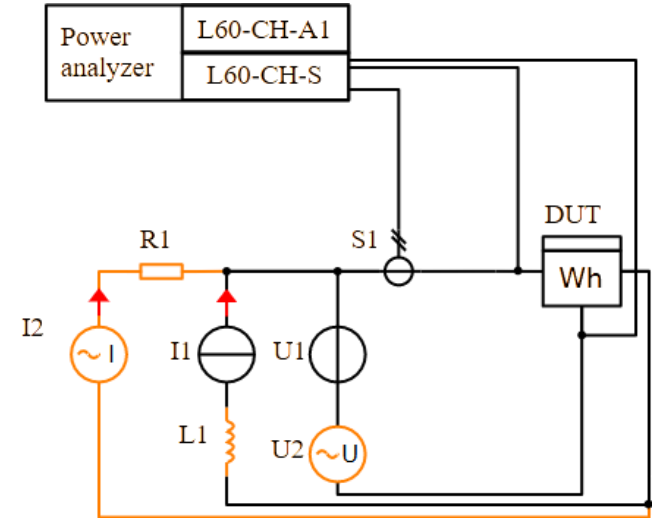 Power
analyzer
L60-CH-A1
L60-CH-S
DUT
S1
R1
Wh
I2
~ I
I1
U1
L1
U2
~U